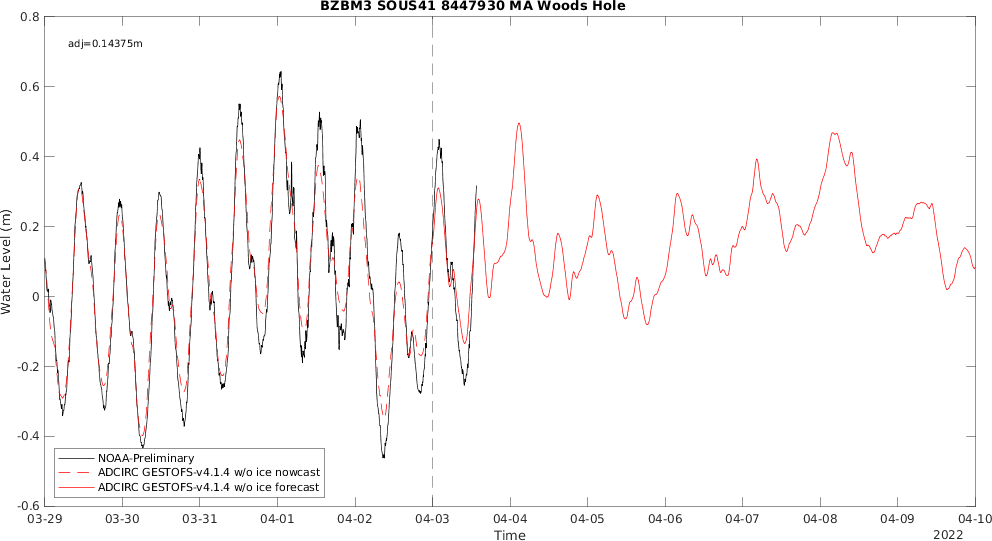 BZBM3 SOUS41 8447930 MA Woods Hole
adj=0.14375m
0.8
0.6
0.4
0.2
0
-0.2
-0.4
-0.6
Water Level (m)
NOAA-Preliminary
ADCIRC GESTOFS-v4.1.4 w/o ice nowcast
ADCIRC GESTOFS-v4.1.4 w/o ice forecast
03-29 03-30 03-31 04-01 04-02 04-03 04-04 04-05 04-06 04-07 04-08 04-09 04-10
Time
2022